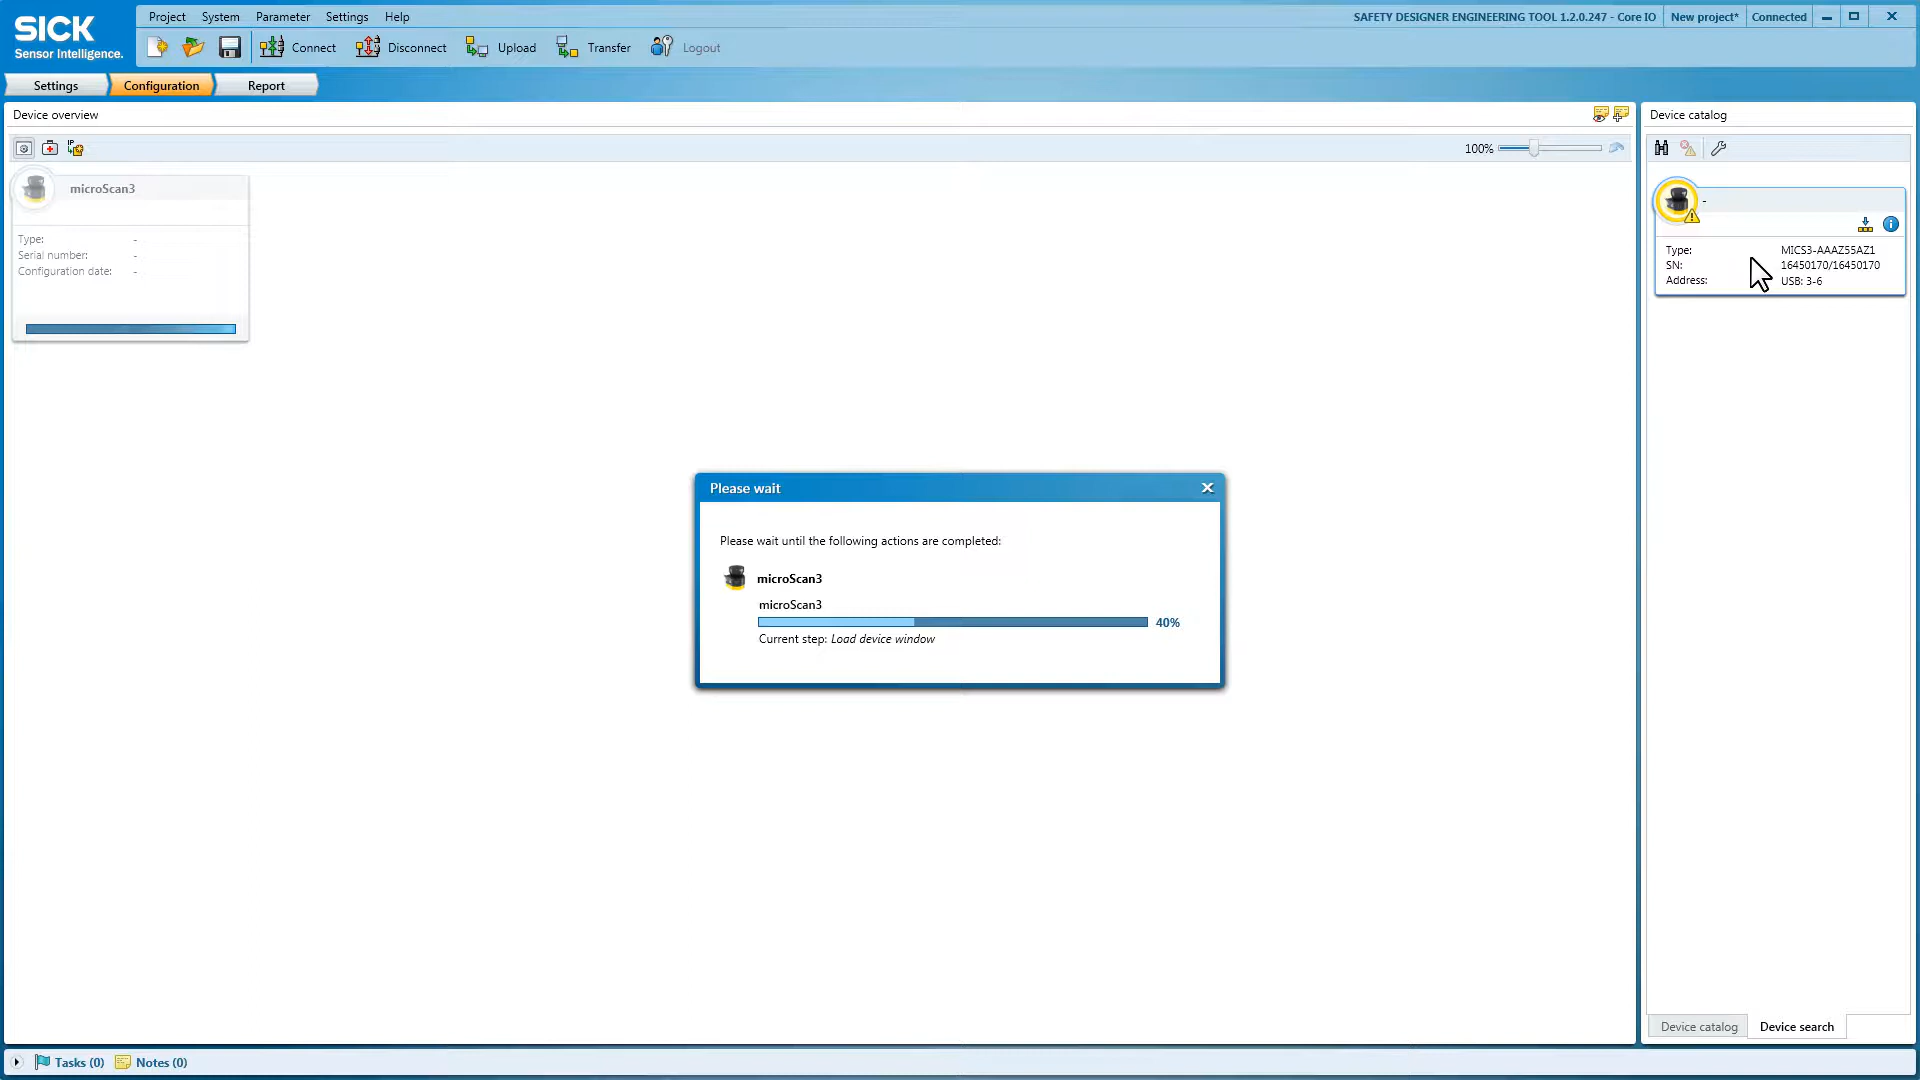 SICK
Sensor Intelligence.
Project System Parameter Settings Help
SAFETY DESIGNER ENGINEERING TOOL 1.2.0.247 - Core IO New project* Connected
Connect Disconnect Upload Transfer Logout
Settings Configuration Report
Device overview
Device catalog
100%
microScan3
-
Type: -
Serial number: -
Configuration date: -
Type: MICS3-AAAZ55AZ1
SN: 16450170/16450170
Address: USB: 3-6
Please wait
Please wait until the following actions are completed:
microScan3
microScan3
40%
Current step: Load device window
Device catalog Device search
Tasks (0) Notes (0)